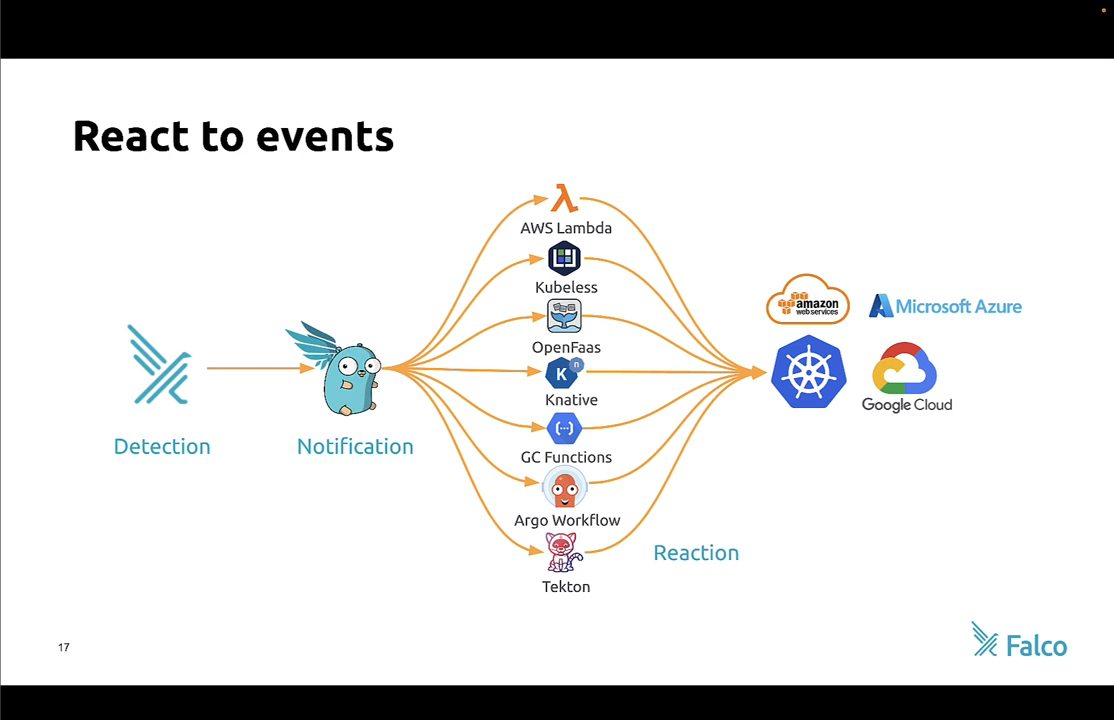 React to events
AWS Lambda
Kubeless
OpenFaas
K
n
Knative
GC Functions
Argo Workflow
Tekton
Detection
Notification
Reaction
amazon
web services
Microsoft Azure
Google Cloud
17
Falco